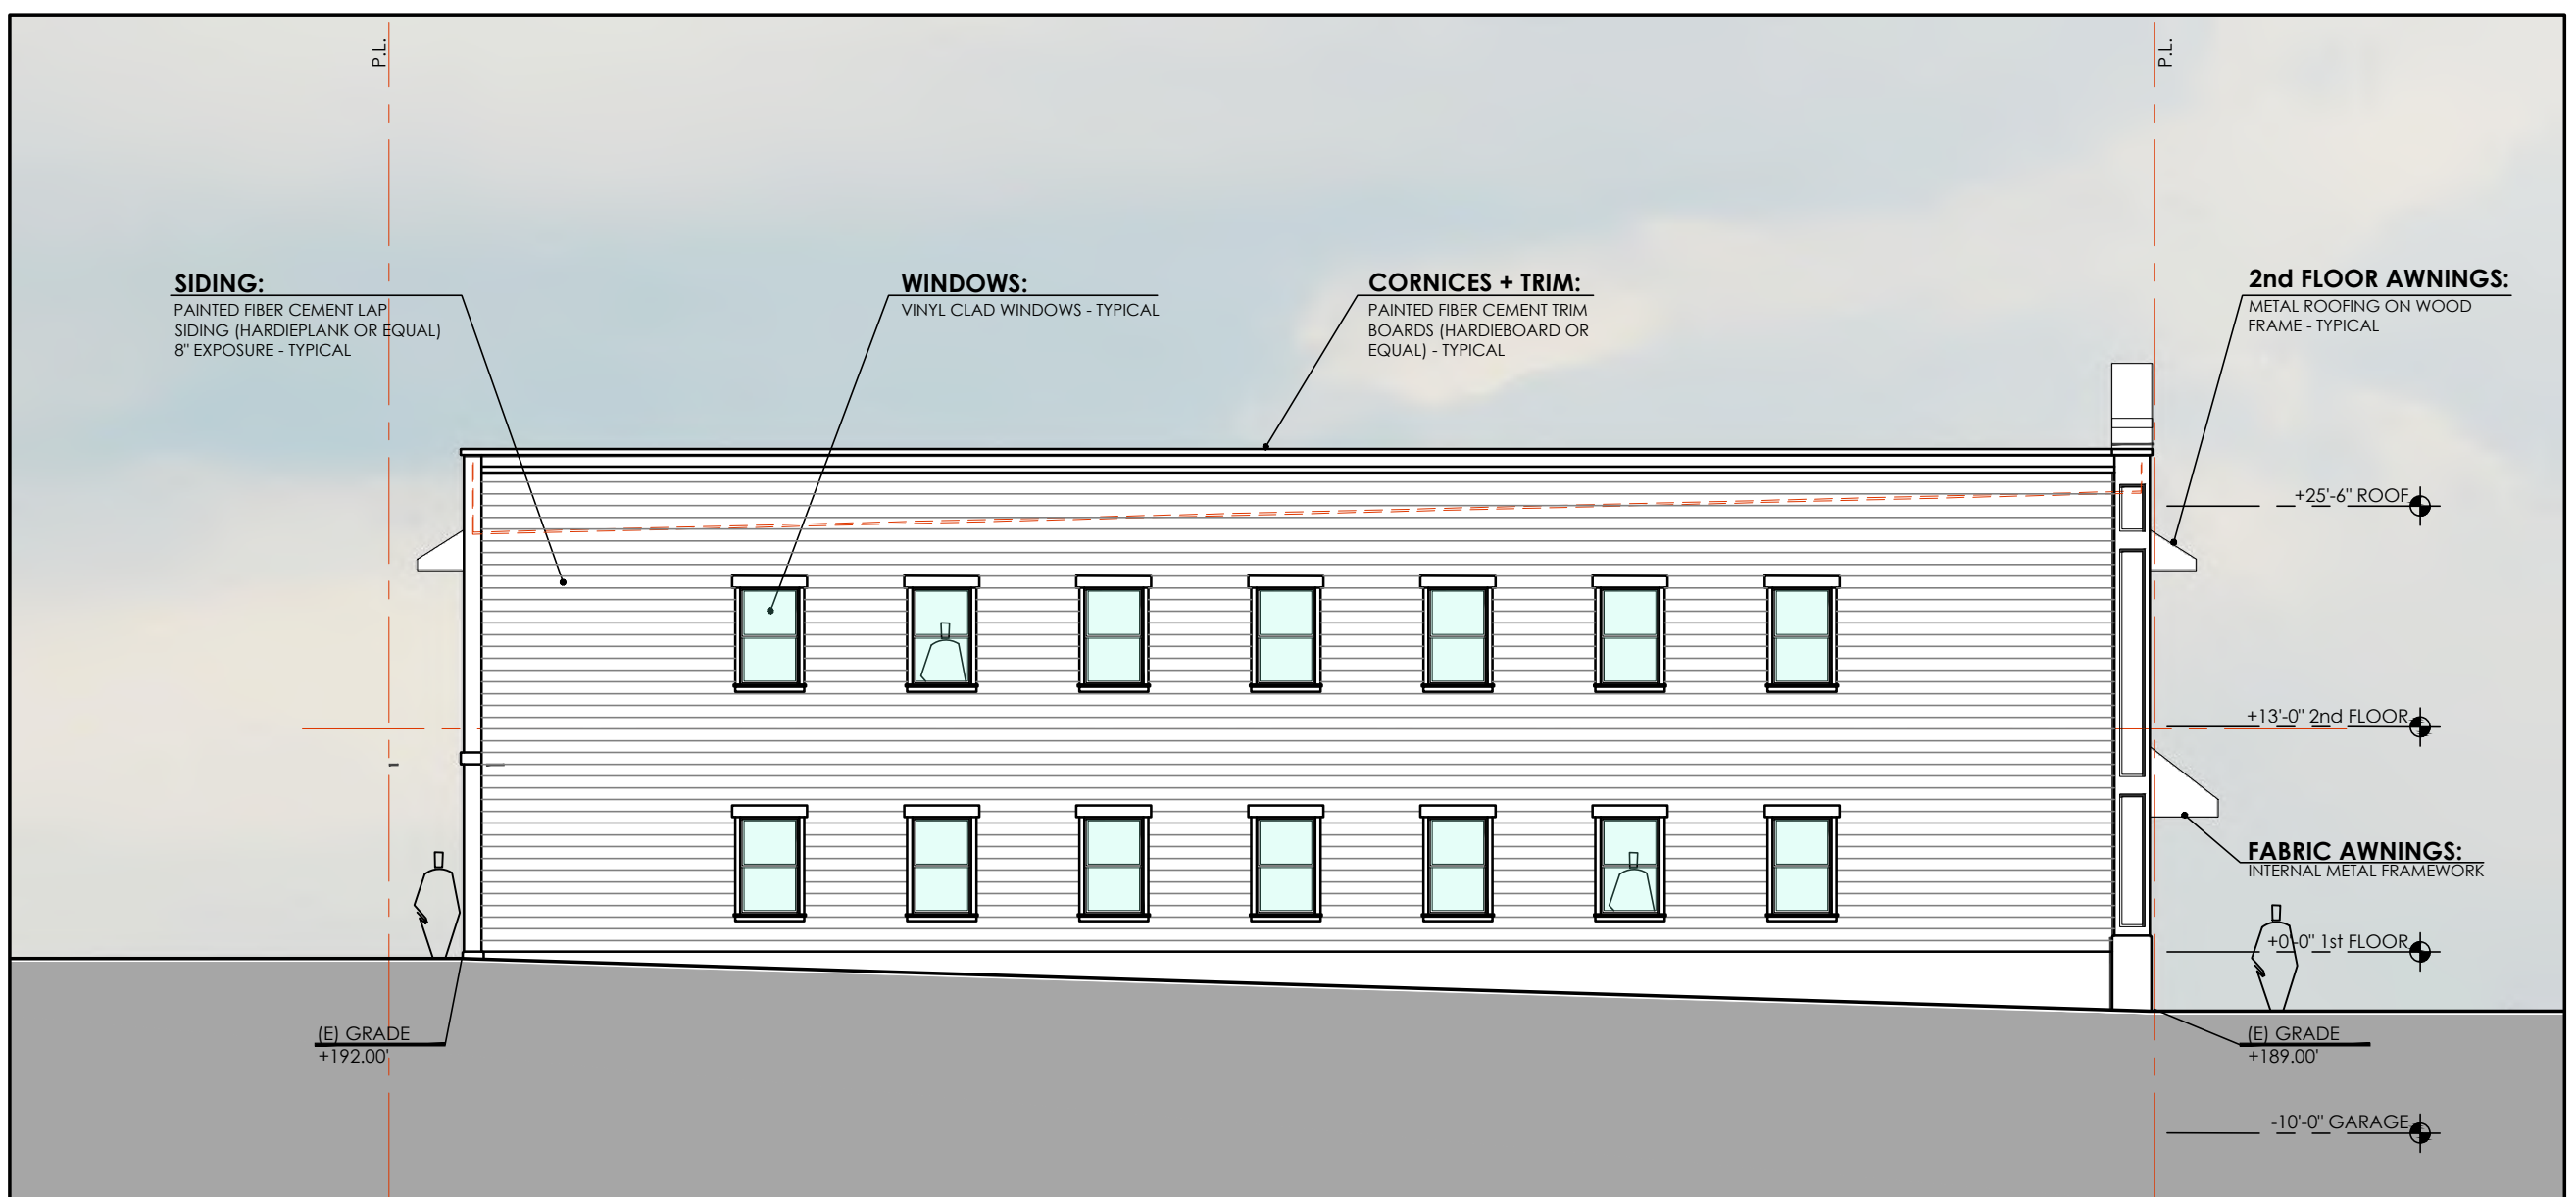 P.L.
P.L.
SIDING:
PAINTED FIBER CEMENT LAP
SIDING (HARDIEPLANK OR EQUAL)
8" EXPOSURE - TYPICAL
WINDOWS:
VINYL CLAD WINDOWS - TYPICAL
CORNICES + TRIM:
PAINTED FIBER CEMENT TRIM
BOARDS (HARDIEBOARD OR
EQUAL) - TYPICAL
2nd FLOOR AWNINGS:
METAL ROOFING ON WOOD
FRAME - TYPICAL
+25'-6" ROOF
+13'-0" 2nd FLOOR
FABRIC AWNINGS:
INTERNAL METAL FRAMEWORK
+0'-0" 1st FLOOR
(E) GRADE
+192.00'
(E) GRADE
+189.00'
-10'-0" GARAGE